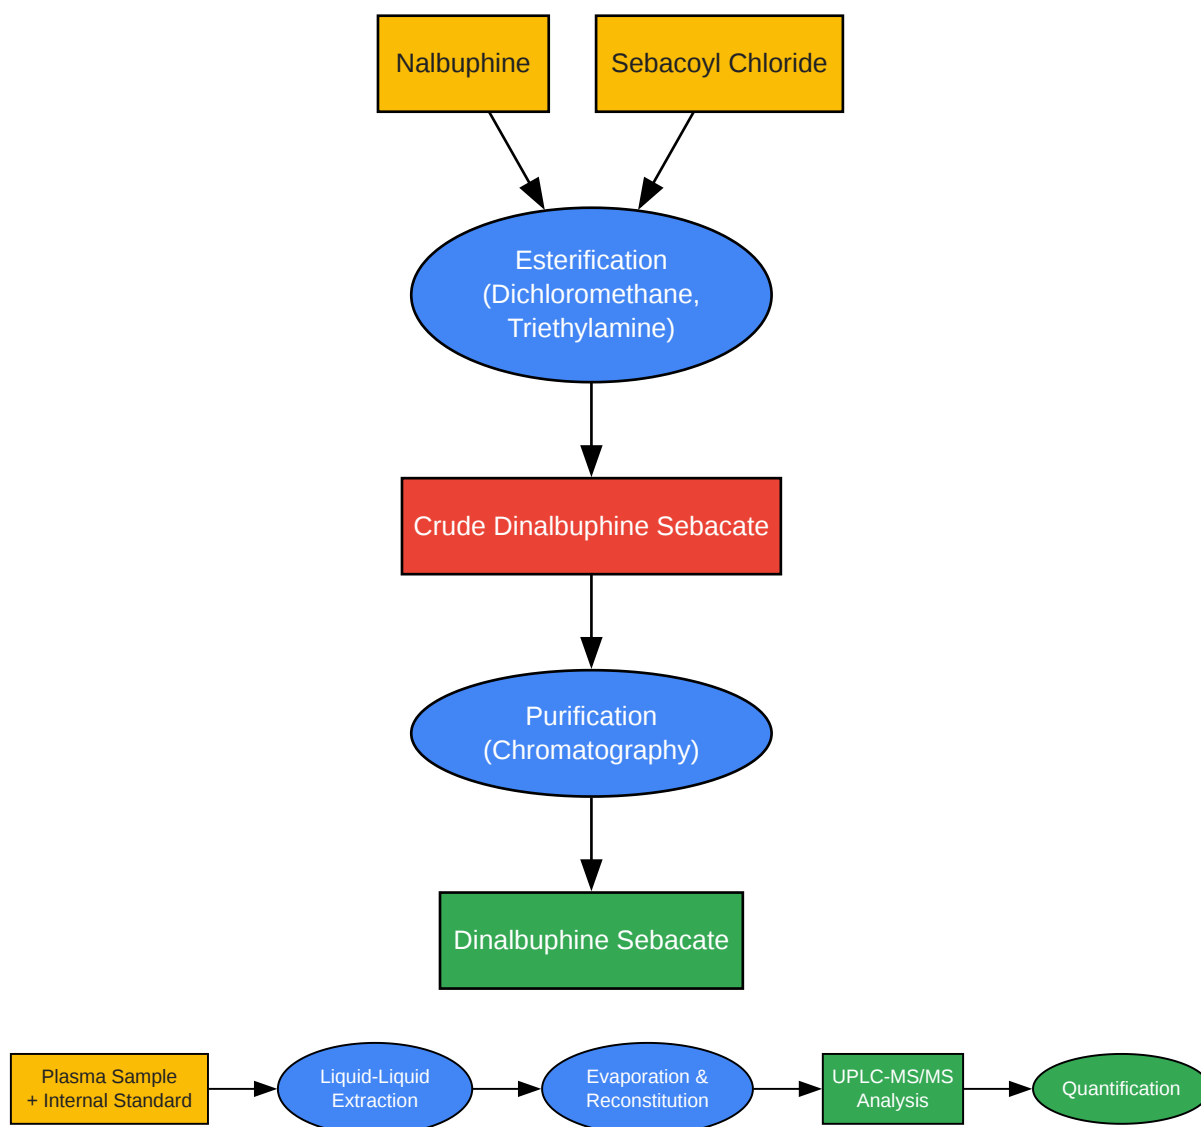 Nalbuphine
Sebacoyl Chloride
Esterification
(Dichloromethane,
Triethylamine)
Crude Dinalbuphine Sebacate
Purification
(Chromatography)
Dinalbuphine Sebacate
Plasma Sample
+ Internal Standard
Liquid-Liquid
Extraction
Evaporation &
Reconstitution
UPLC-MS/MS
Analysis
Quantification